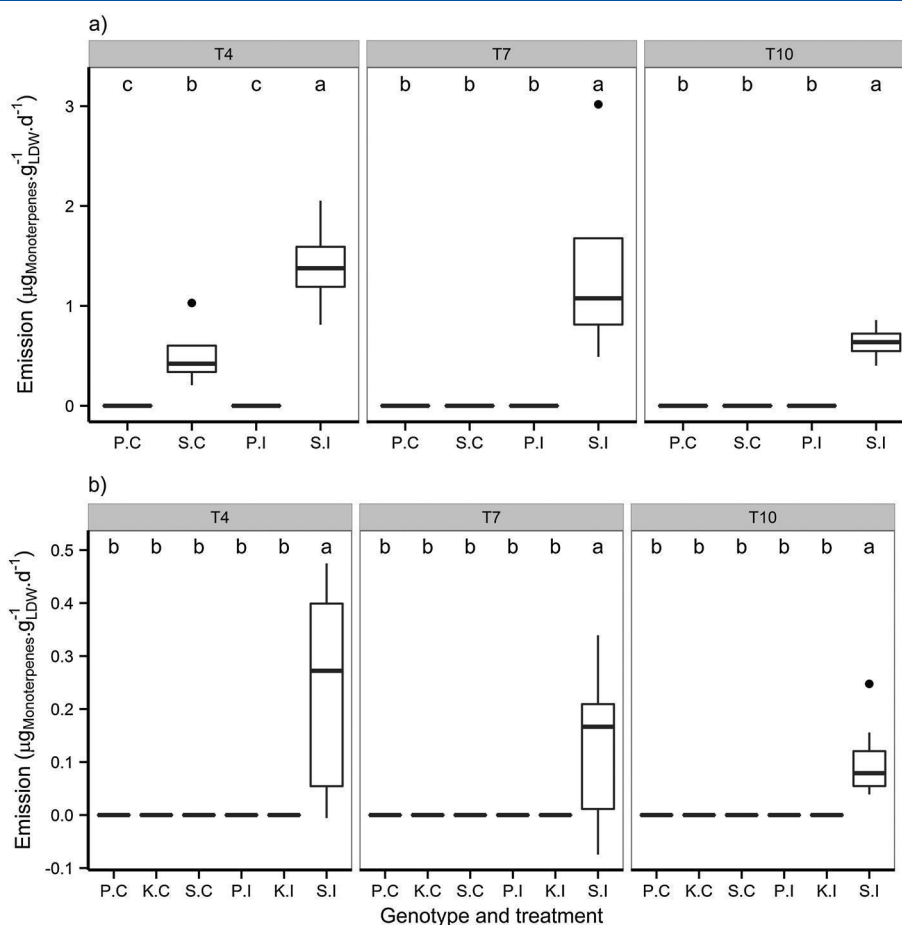 a)
T4 T7 T10
c b c a b b b a b b b a
3
2
1
0
Emission (µgMonoterpenes.g-1LDW.d-1)
P.C S.C P.I S.I P.C S.C P.I S.I P.C S.C P.I S.I
b)
T4 T7 T10
b b b b b a b b b b b a b b b b b a
0.5
0.4
0.3
0.2
0.1
0.0
-0.1
Emission (µgMonoterpenes.g-1LDW.d-1)
P.C K.C S.C P.I K.I S.I P.C K.C S.C P.I K.I S.I P.C K.C S.C P.I K.I S.I
Genotype and treatment